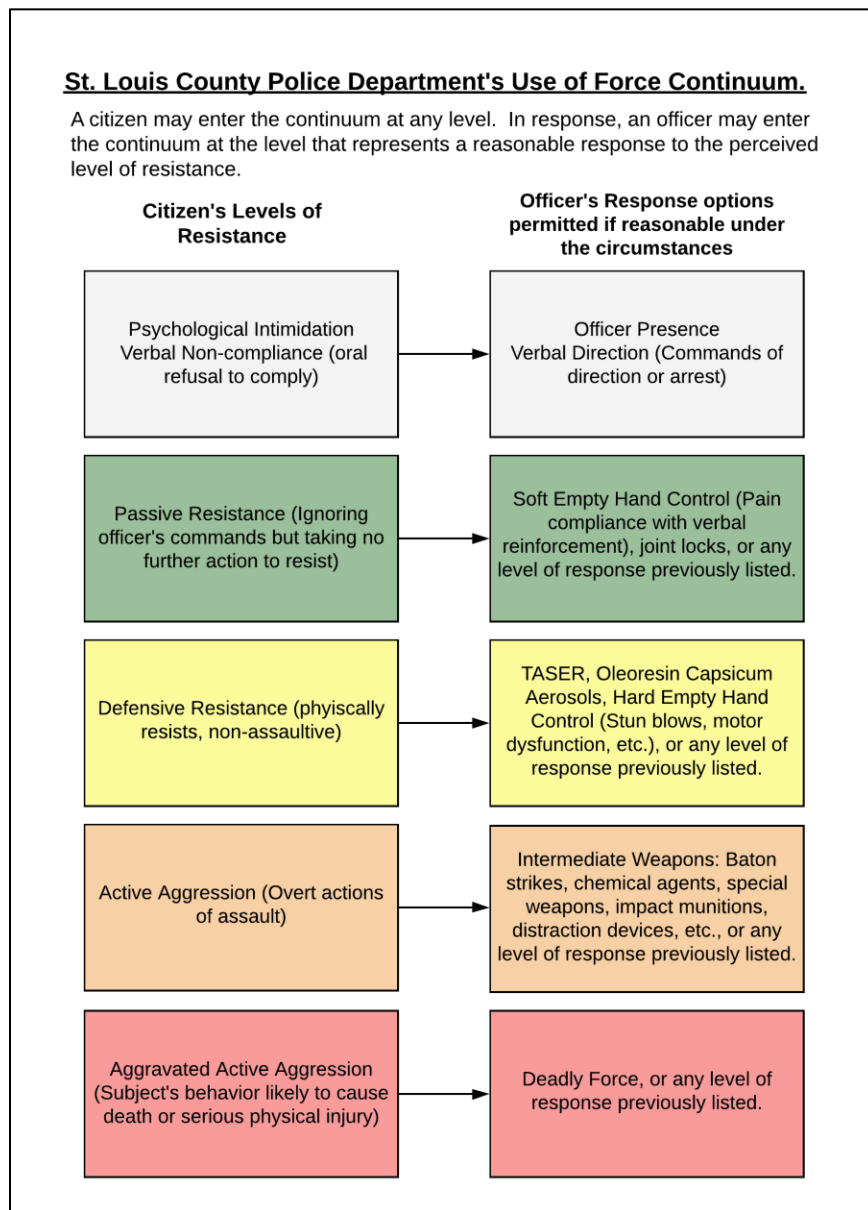 St. Louis County Police Department's Use of Force Continuum.
A citizen may enter the continuum at any level.  In response, an officer may enter
the continuum at the level that represents a reasonable response to the perceived
level of resistance.
Citizen's Levels of
Resistance
Officer's Response options
permitted if reasonable under
the circumstances
Psychological Intimidation
Verbal Non-compliance (oral
refusal to comply)
Officer Presence
Verbal Direction (Commands of
direction or arrest)
Passive Resistance (Ignoring
officer's commands but taking no
further action to resist)
Soft Empty Hand Control (Pain
compliance with verbal
reinforcement), joint locks, or any
level of response previously listed.
Defensive Resistance (phyiscally
resists, non-assaultive)
TASER, Oleoresin Capsicum
Aerosols, Hard Empty Hand
Control (Stun blows, motor
dysfunction, etc.), or any level of
response previously listed.
Active Aggression (Overt actions
of assault)
Intermediate Weapons: Baton
strikes, chemical agents, special
weapons, impact munitions,
distraction devices, etc., or any
level of response previously listed.
Aggravated Active Aggression
(Subject's behavior likely to cause
death or serious physical injury)
Deadly Force, or any level of
response previously listed.